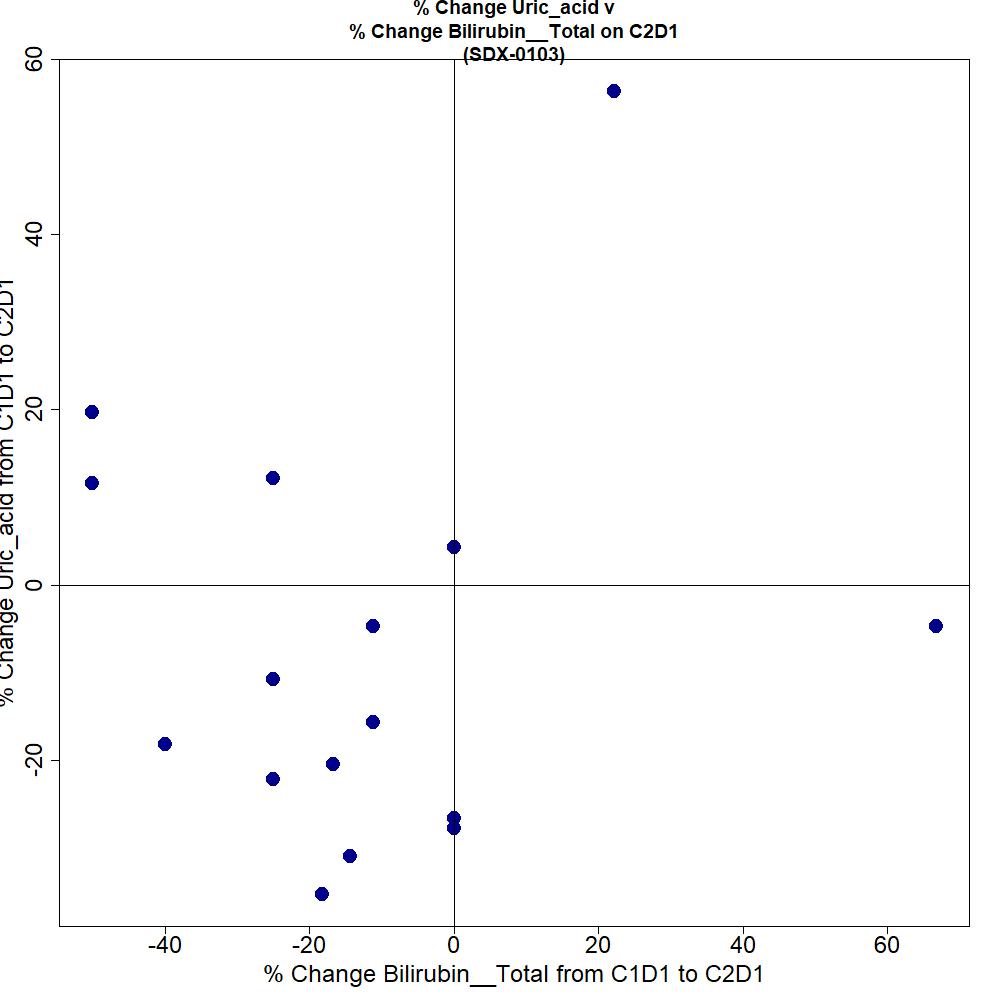 % Change Uric_acid v
% Change Bilirubin__Total on C2D1
(SDX-0103)
60
40
20
0
-20
% Change Uric_acid from C1D1 to C2D1
-40
-20
0
20
40
60
% Change Bilirubin__Total from C1D1 to C2D1